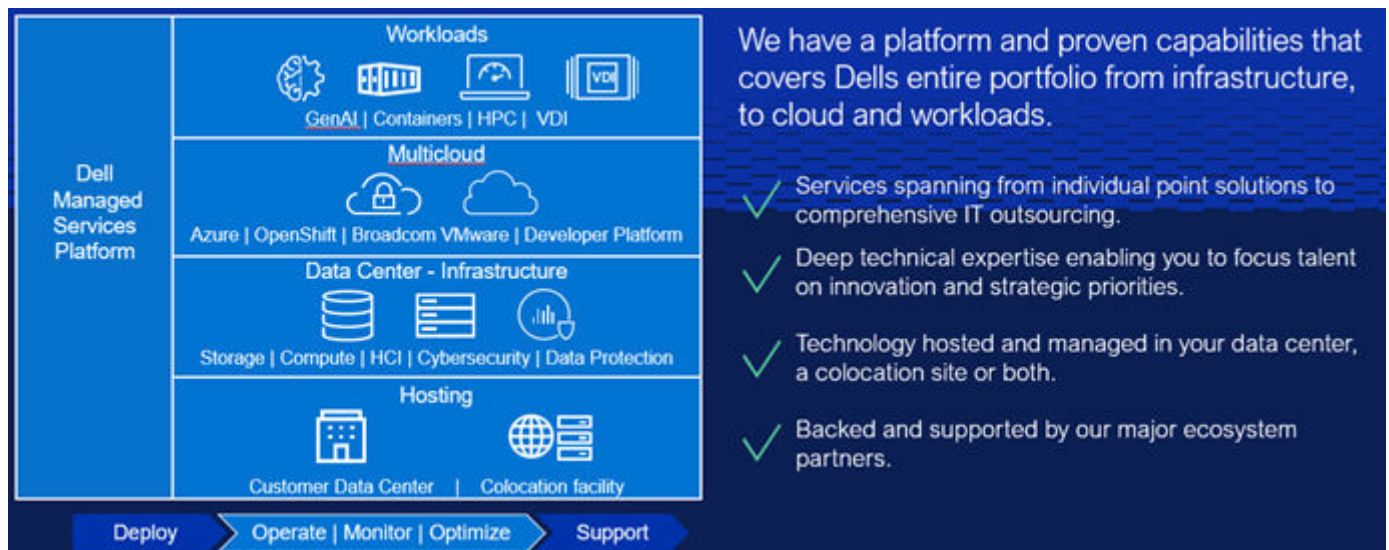 Dell
Managed
Services
Platform
Workloads
VDI
GenAI | Containers | HPC | VDI
Multicloud
Azure | OpenShift | Broadcom VMware | Developer Platform
Data Center - Infrastructure
Storage | Compute | HCI | Cybersecurity | Data Protection
Hosting
Customer Data Center | Colocation facility
Deploy
Operate | Monitor | Optimize
Support
We have a platform and proven capabilities that
covers Dells entire portfolio from infrastructure,
to cloud and workloads.
Services spanning from individual point solutions to
comprehensive IT outsourcing.
Deep technical expertise enabling you to focus talent
on innovation and strategic priorities.
Technology hosted and managed in your data center,
a colocation site or both.
Backed and supported by our major ecosystem
partners.